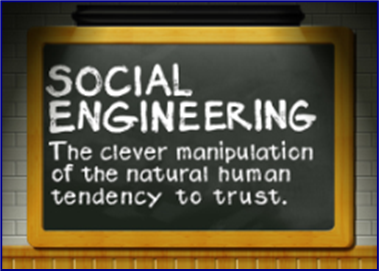 SOCIAL
ENGINEERING
The clever manipulation
of the natural human
tendency to trust.